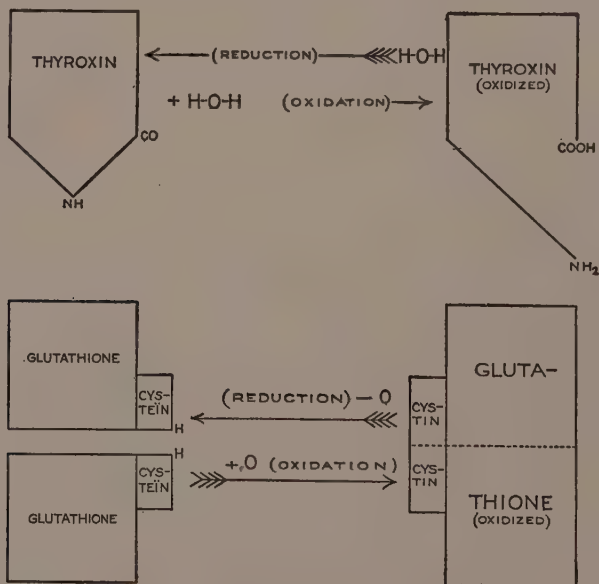 THYROXIN
(REDUCTION)
H-O-H
THYROXIN
(OXIDIZED)
+ H-O-H
(OXIDATION)
CO
COOH
NH
NH₂
GLUTATHIONE
CYS-
TEÏN
H
(REDUCTION) — O
CYS-
TIN
GLUTA-
H
CYS-
TEÏN
GLUTATHIONE
+O (OXIDATION)
CYS-
TIN
THIONE
(OXIDIZED)